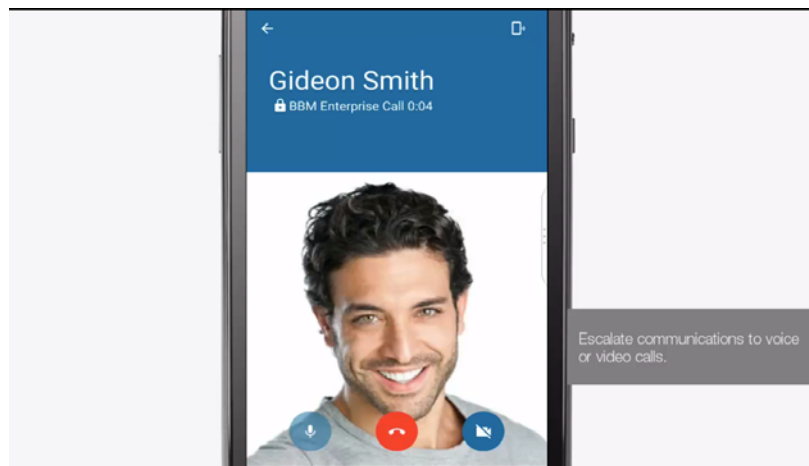 Gideon Smith
BBM Enterprise Call 0:04
Escalate communications to voice
or video calls.